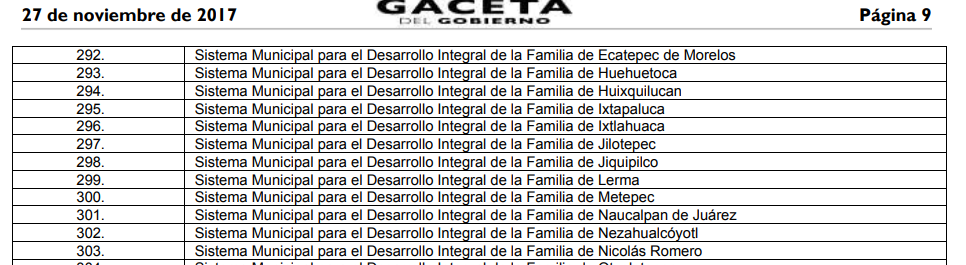 27 de noviembre de 2017
GACETA
DEL GOBIERNO
Página 9
292. Sistema Municipal para el Desarrollo Integral de la Familia de Ecatepec de Morelos
293. Sistema Municipal para el Desarrollo Integral de la Familia de Huehuetoca
294. Sistema Municipal para el Desarrollo Integral de la Familia de Huixquilucan
295. Sistema Municipal para el Desarrollo Integral de la Familia de Ixtapaluca
296. Sistema Municipal para el Desarrollo Integral de la Familia de Ixtlahuaca
297. Sistema Municipal para el Desarrollo Integral de la Familia de Jilotepec
298. Sistema Municipal para el Desarrollo Integral de la Familia de Jiquipilco
299. Sistema Municipal para el Desarrollo Integral de la Familia de Lerma
300. Sistema Municipal para el Desarrollo Integral de la Familia de Metepec
301. Sistema Municipal para el Desarrollo Integral de la Familia de Naucalpan de Juárez
302. Sistema Municipal para el Desarrollo Integral de la Familia de Nezahualcóyotl
303. Sistema Municipal para el Desarrollo Integral de la Familia de Nicolás Romero